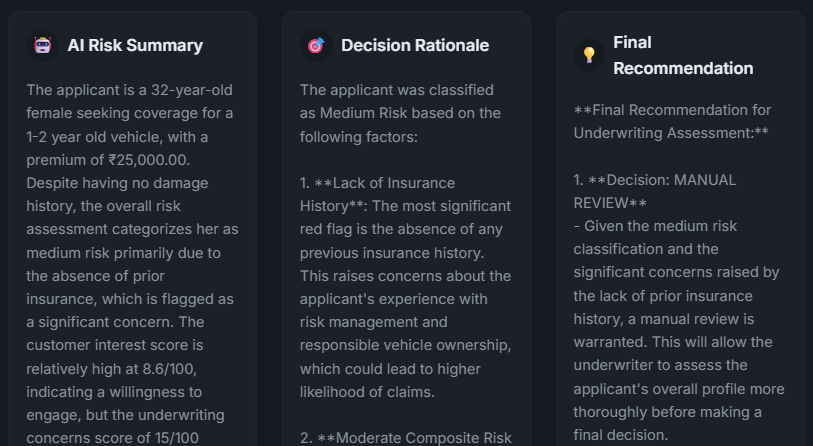 AI Risk Summary
The applicant is a 32-year-old
female seeking coverage for a
1-2 year old vehicle, with a
premium of ₹25,000.00.
Despite having no damage
history, the overall risk
assessment categorizes her as
medium risk primarily due to
the absence of prior
insurance, which is flagged as
a significant concern. The
customer interest score is
relatively high at 8.6/100,
indicating a willingness to
engage, but the underwriting
concerns score of 15/100
Decision Rationale
The applicant was classified
as Medium Risk based on the
following factors:
1. **Lack of Insurance
History**: The most significant
red flag is the absence of any
previous insurance history.
This raises concerns about the
applicant's experience with
risk management and
responsible vehicle ownership,
which could lead to higher
likelihood of claims.
2. **Moderate Composite Risk
Final
Recommendation
**Final Recommendation for
Underwriting Assessment:**
1. **Decision: MANUAL
REVIEW**
- Given the medium risk
classification and the
significant concerns raised by
the lack of prior insurance
history, a manual review is
warranted. This will allow the
underwriter to assess the
applicant's overall profile more
thoroughly before making a
final decision.